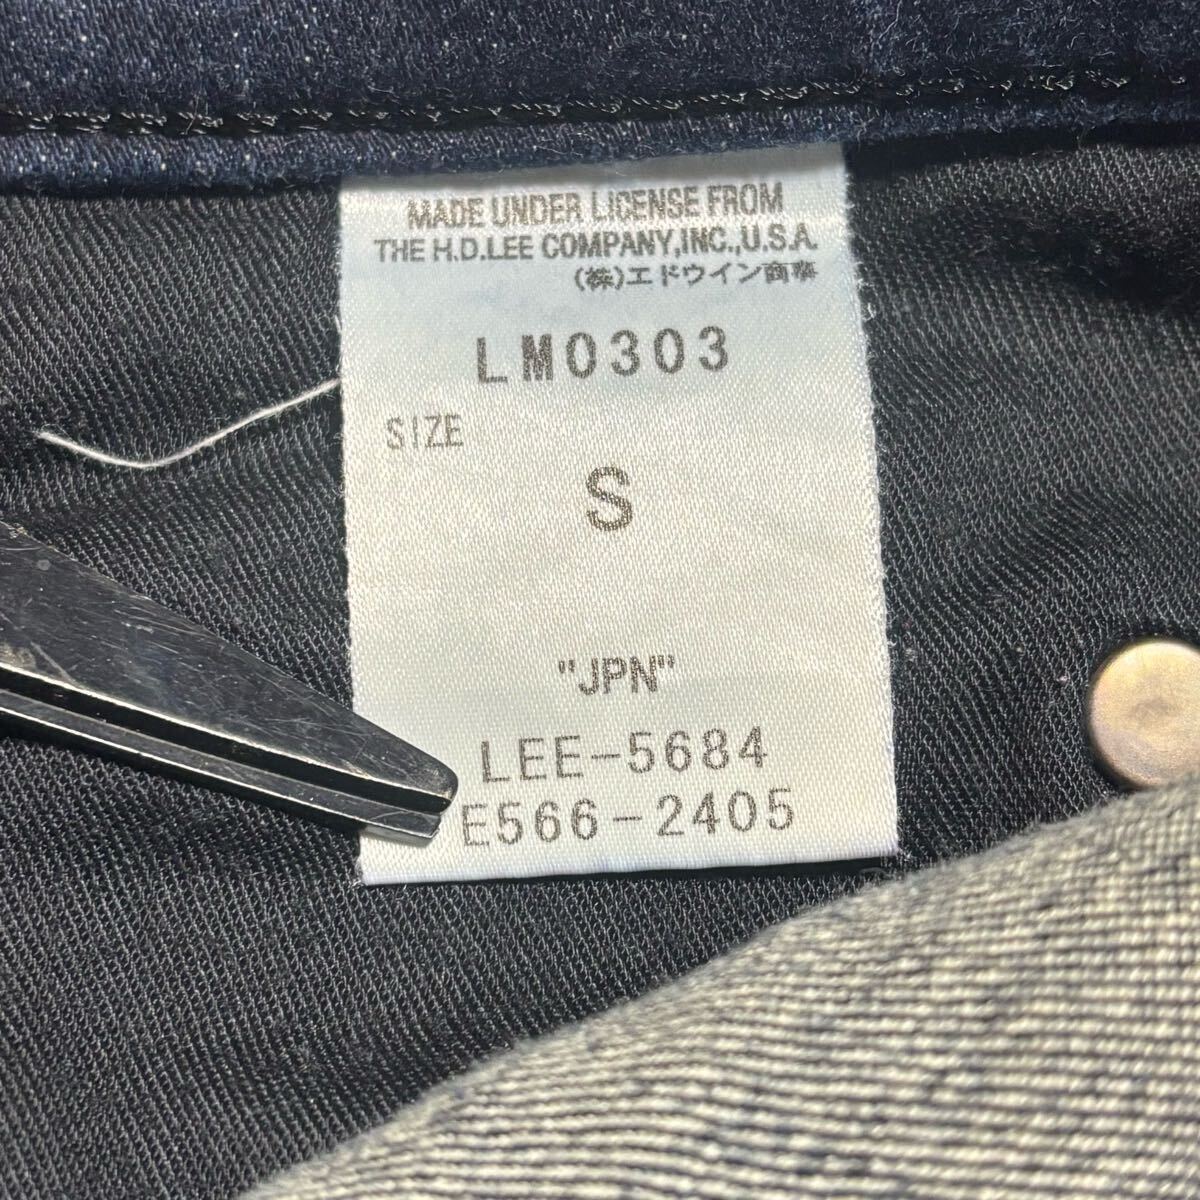 MADE UNDER LICENSE FROM
THE H.D.LEE COMPANY,INC.,U.S.A.
(株)エドウイン商事
LM0303
SIZE
S
"JPN"
LEE-5684
E566-2405